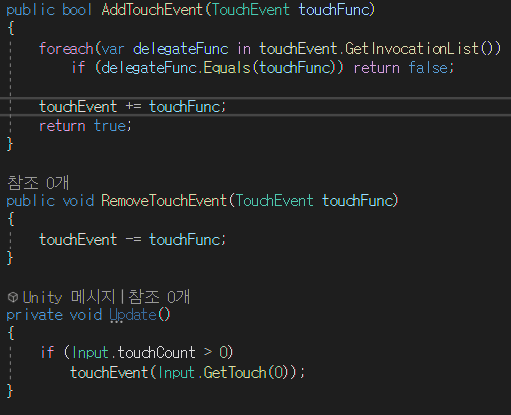 public bool AddTouchEvent(TouchEvent touchFunc)
{
    foreach(var delegateFunc in touchEvent.GetInvocationList())
        if (delegateFunc.Equals(touchFunc)) return false;
    touchEvent += touchFunc;
    return true;
}
참조 0개
public void RemoveTouchEvent(TouchEvent touchFunc)
{
    touchEvent -= touchFunc;
}
Unity 메시지|참조 0개
private void Update()
{
    if (Input.touchCount > 0)
        touchEvent(Input.GetTouch(0));
}